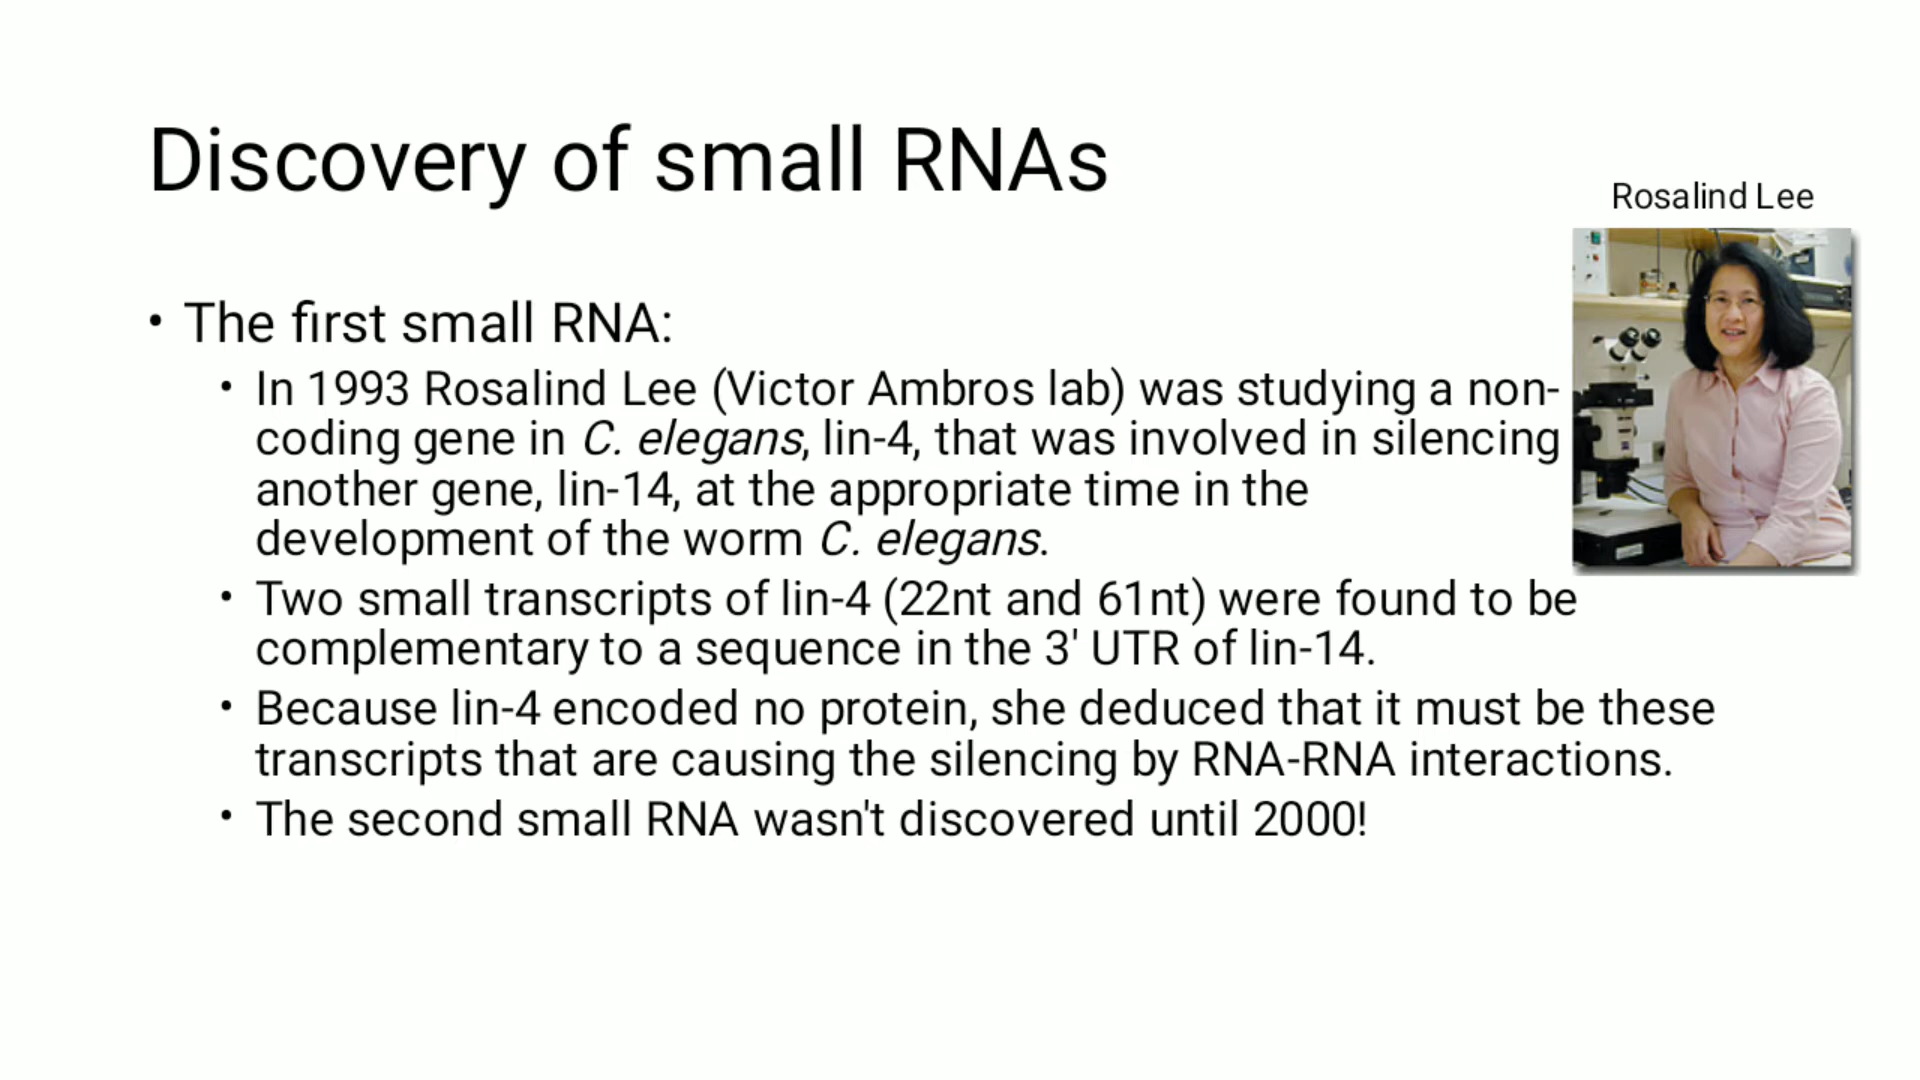 Discovery of small RNAs
Rosalind Lee
• The first small RNA:
• In 1993 Rosalind Lee (Victor Ambros lab) was studying a non-
coding gene in C. elegans, lin-4, that was involved in silencing
another gene, lin-14, at the appropriate time in the
development of the worm C. elegans.
• Two small transcripts of lin-4 (22nt and 61nt) were found to be
complementary to a sequence in the 3' UTR of lin-14.
• Because lin-4 encoded no protein, she deduced that it must be these
transcripts that are causing the silencing by RNA-RNA interactions.
• The second small RNA wasn't discovered until 2000!